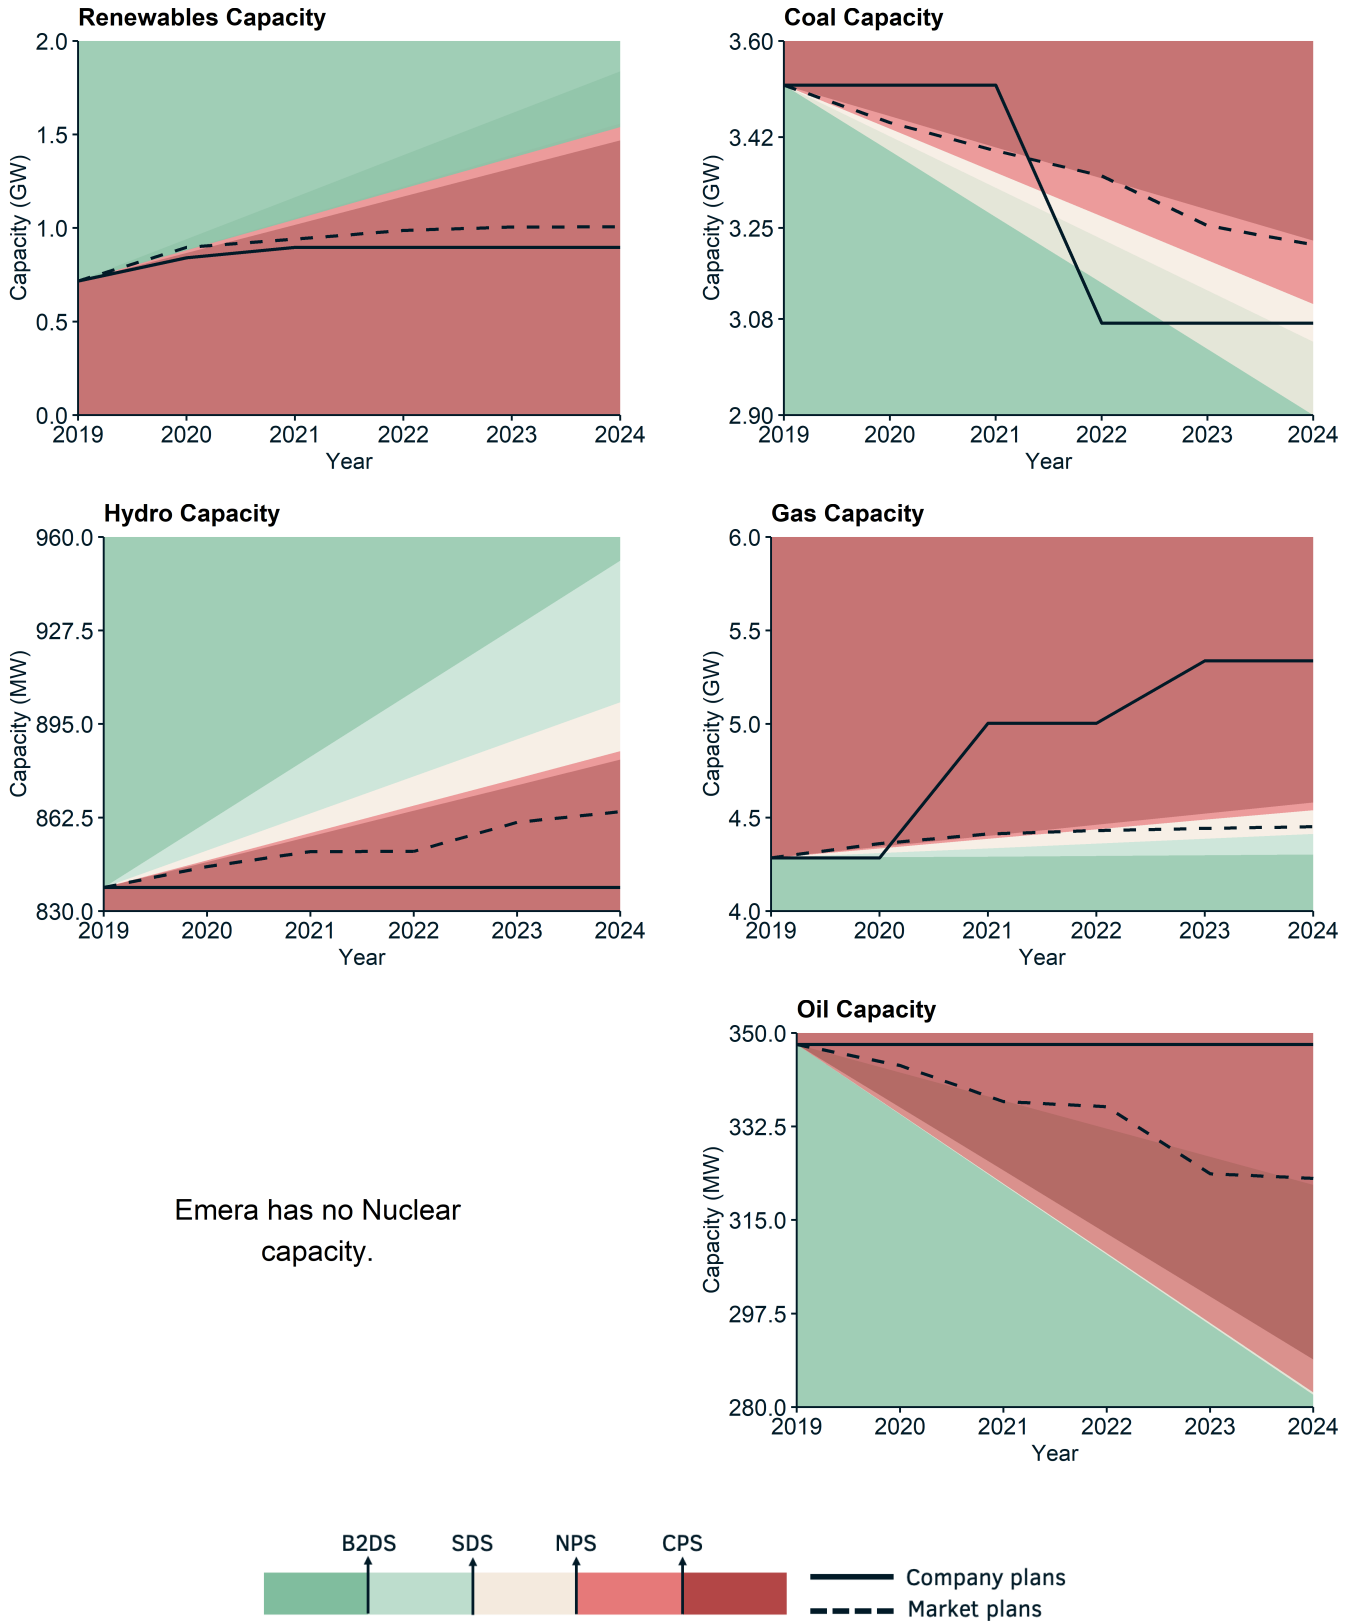 Renewables Capacity
2.0
1.5
1.0
0.5
0.0
Capacity (GW)
2019 2020 2021 2022 2023 2024
Year
Coal Capacity
3.60
3.42
3.25
3.08
2.90
Capacity (GW)
2019 2020 2021 2022 2023 2024
Year
Hydro Capacity
960.0
927.5
895.0
862.5
830.0
Capacity (MW)
2019 2020 2021 2022 2023 2024
Year
Gas Capacity
6.0
5.5
5.0
4.5
4.0
Capacity (GW)
2019 2020 2021 2022 2023 2024
Year
Emera has no Nuclear
capacity.
Oil Capacity
350.0
332.5
315.0
297.5
280.0
Capacity (MW)
2019 2020 2021 2022 2023 2024
Year
B2DS SDS NPS CPS
Company plans
Market plans